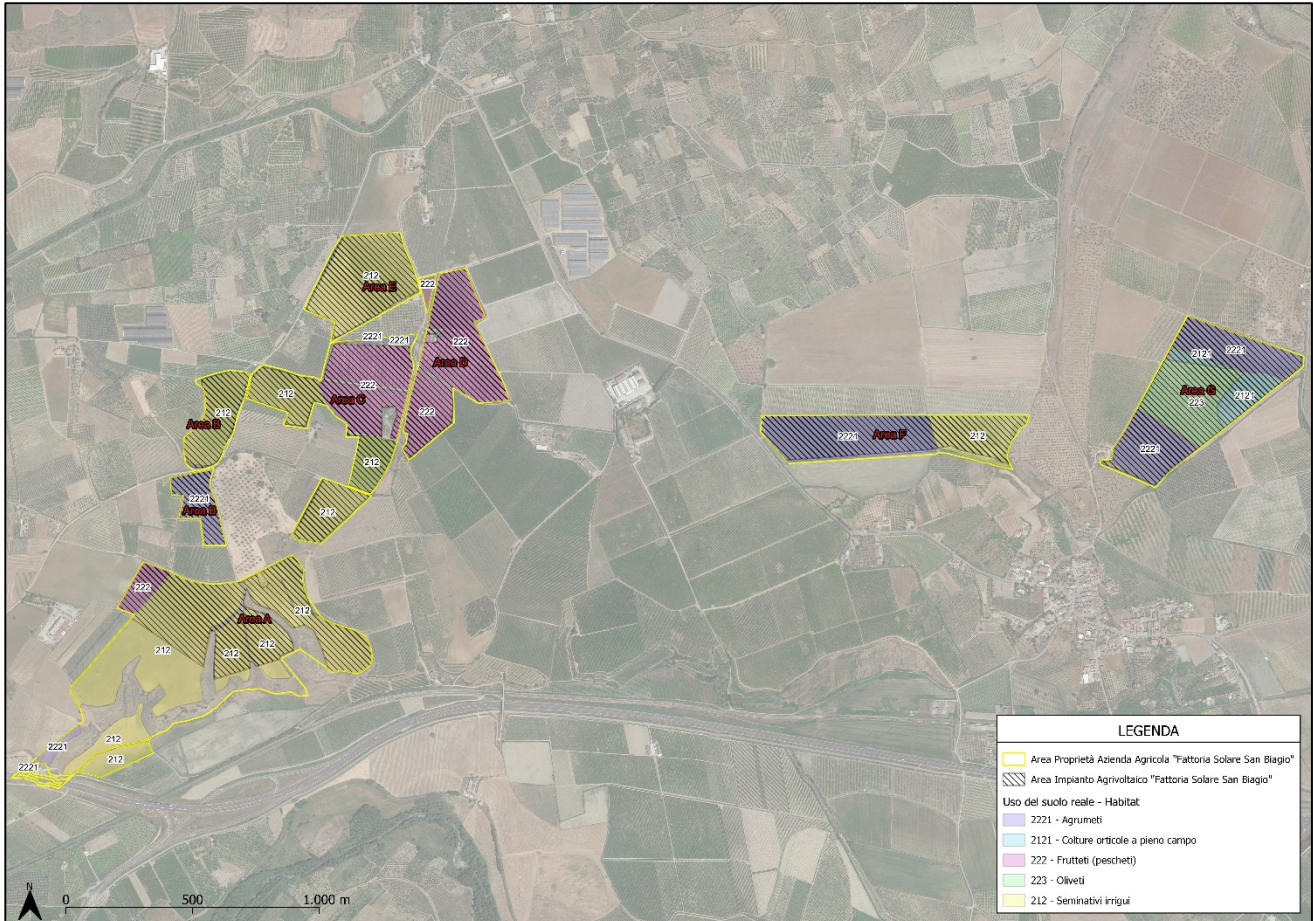 212
Area E
222
2221
2221
222
Area D
222
212
Area C
212
Area B
222
2221
Area B
212
212
2121
2221
Area G
2121
223
2221
Area F
212
2221
222
212
Area A
212
212
212
2221
212
212
2221
LEGENDA
Area Proprietà Azienda Agricola "Fattoria Solare San Biagio"
Area Impianto Agrivoltaico "Fattoria Solare San Biagio"
Uso del suolo reale - Habitat
2221 - Agrumeti
2121 - Colture orticole a pieno campo
222 - Frutteti (pescheti)
223 - Oliveti
212 - Seminativi irrigui
N
0 500 1.000 m